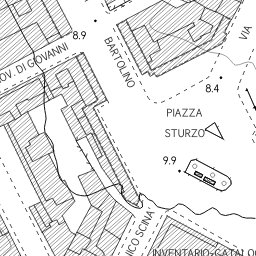 8.9
BARTOLINO
VIA
OV. DI GIOVANNI
8.4
PIAZZA
STURZO
9.9
ICO SCINA
INVENTARIO-CATALO